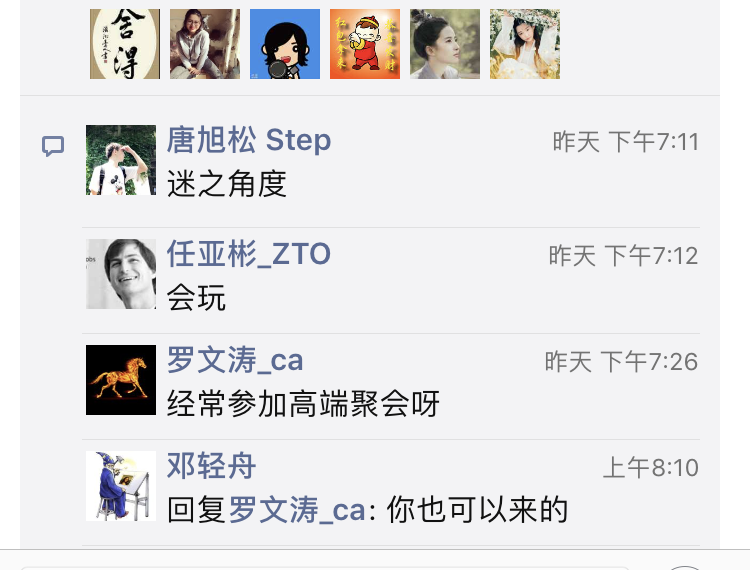 舍得
唐旭松 Step
昨天 下午7:11
迷之角度
任亚彬_ZTO
昨天 下午7:12
会玩
罗文涛_ca
昨天 下午7:26
经常参加高端聚会呀
邓轻舟
上午8:10
回复罗文涛_ca: 你也可以来的